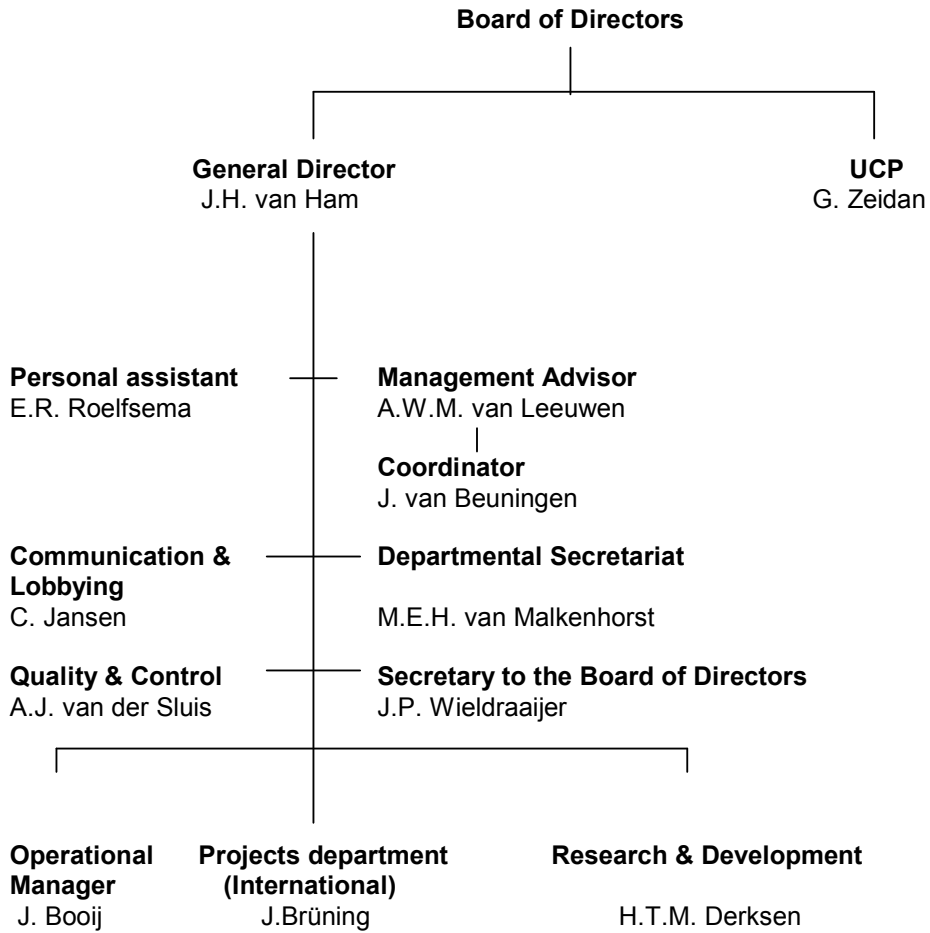 Board of Directors
General Director
J.H. van Ham
UCP
G. Zeidan
Personal assistant
E.R. Roelfsema
Management Advisor
A.W.M. van Leeuwen
Coordinator
J. van Beuningen
Communication &
Lobbying
C. Jansen
Departmental Secretariat
M.E.H. van Malkenhorst
Quality & Control
A.J. van der Sluis
Secretary to the Board of Directors
J.P. Wieldraaijer
Operational
Manager
J. Booij
Projects department
(International)
J.Brüning
Research & Development
H.T.M. Derksen